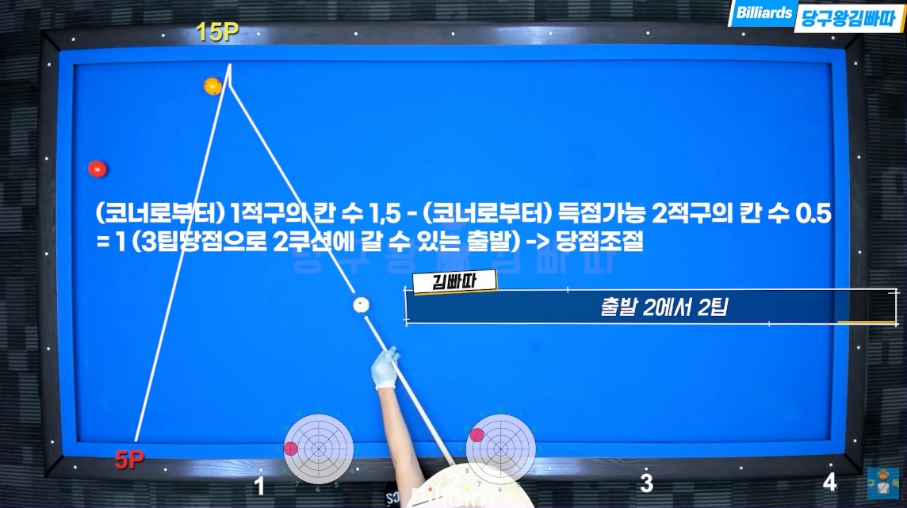 Billiards
당구왕김빠따
15P
(코너로부터) 1적구의 칸 수 1.5 - (코너로부터) 득점가능 2적구의 칸 수 0.5
= 1 (3팁당점으로 2쿠션에 갈 수 있는 출발) -> 당점조절
김빠따
출발 2에서 2팁
5P
1
3
4